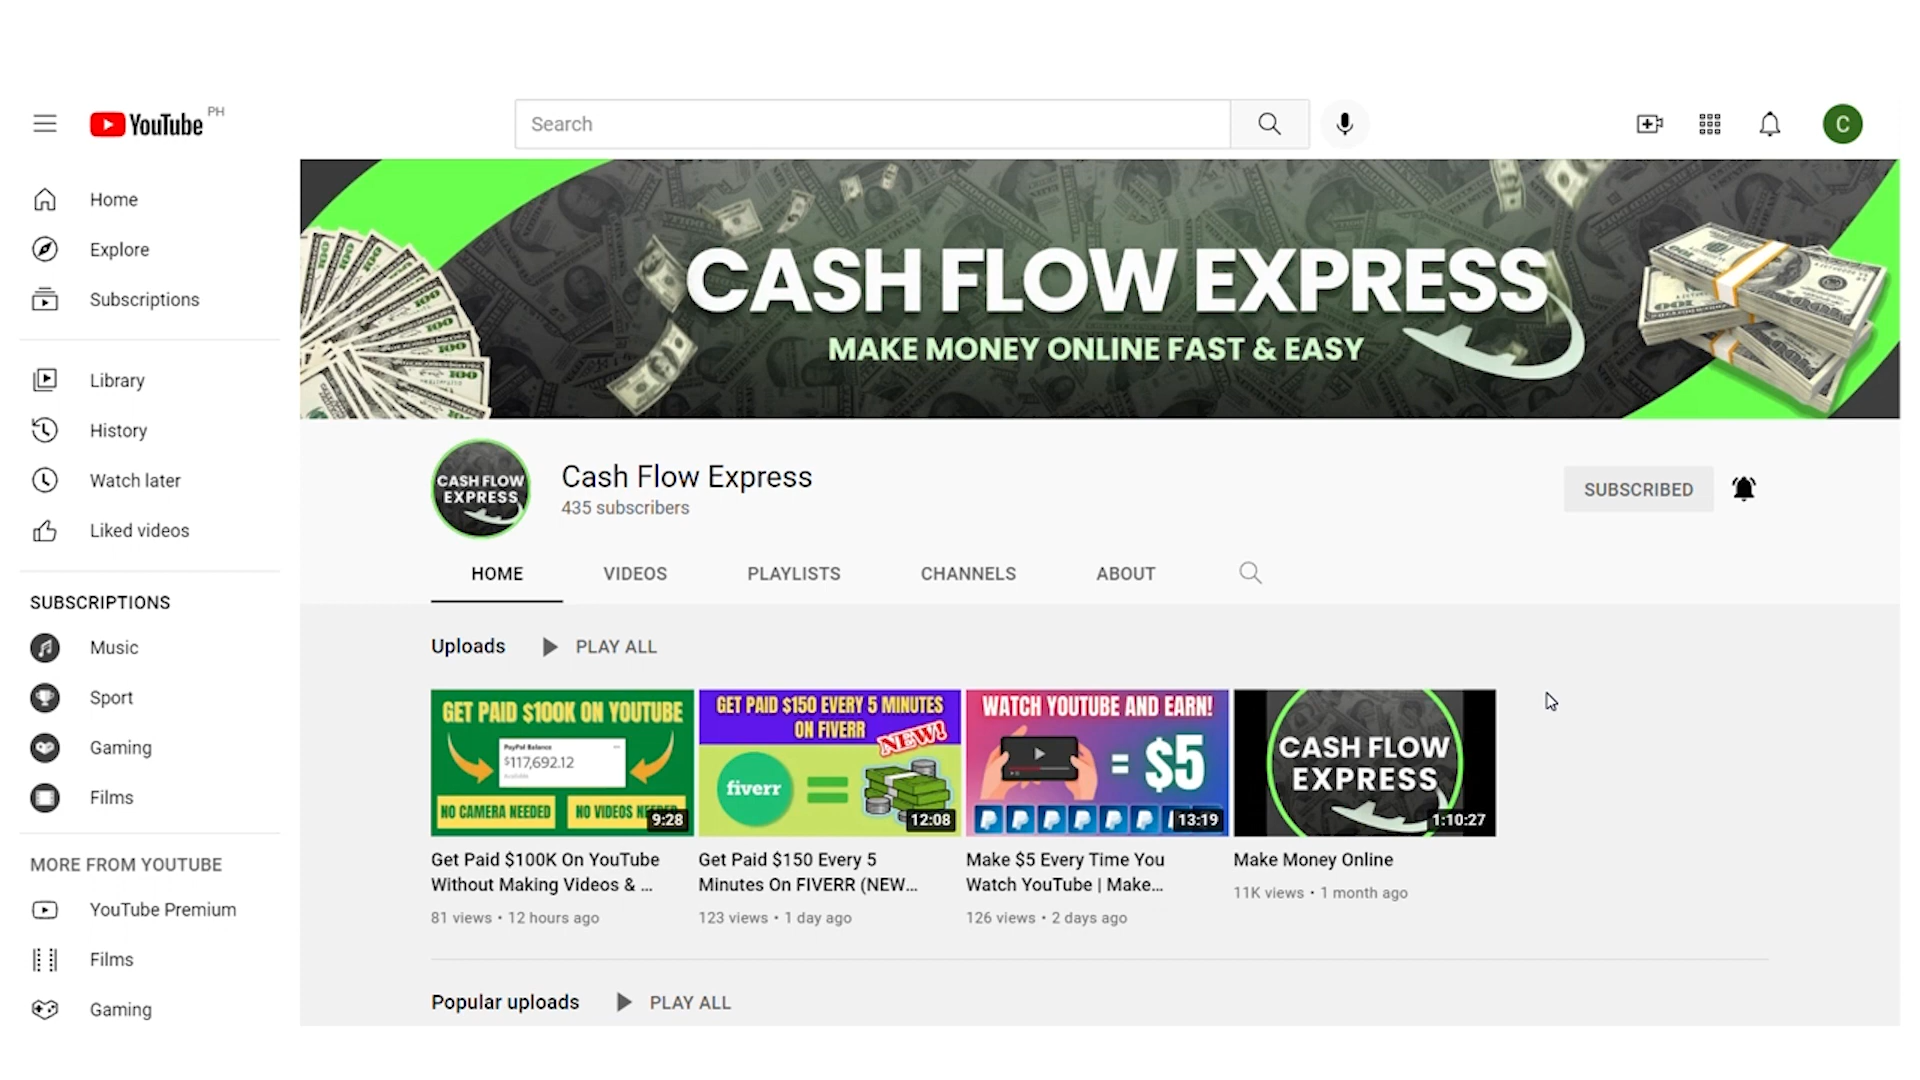 YouTube PH
Search
C
Home
Explore
Subscriptions
Library
History
Watch later
Liked videos
SUBSCRIPTIONS
Music
Sport
Gaming
Films
MORE FROM YOUTUBE
YouTube Premium
Films
Gaming
CASH FLOW EXPRESS
MAKE MONEY ONLINE FAST & EASY
CASH FLOW
EXPRESS
Cash Flow Express
435 subscribers
SUBSCRIBED
HOME VIDEOS PLAYLISTS CHANNELS ABOUT
Uploads PLAY ALL
GET PAID $100K ON YOUTUBE
PayPal Balance
$117,692.12
Available
NO CAMERA NEEDED
NO VIDEOS
9:28
Get Paid $100K On YouTube
Without Making Videos & ...
81 views • 12 hours ago
GET PAID $150 EVERY 5 MINUTES
ON FIVERR
NEW!
fiverr
12:08
Get Paid $150 Every 5
Minutes On FIVERR (NEW...
123 views • 1 day ago
WATCH YOUTUBE AND EARN!
= $5
13:19
Make $5 Every Time You
Watch YouTube | Make...
126 views • 2 days ago
CASH FLOW
EXPRESS
1:10:27
Make Money Online
11K views • 1 month ago
Popular uploads PLAY ALL